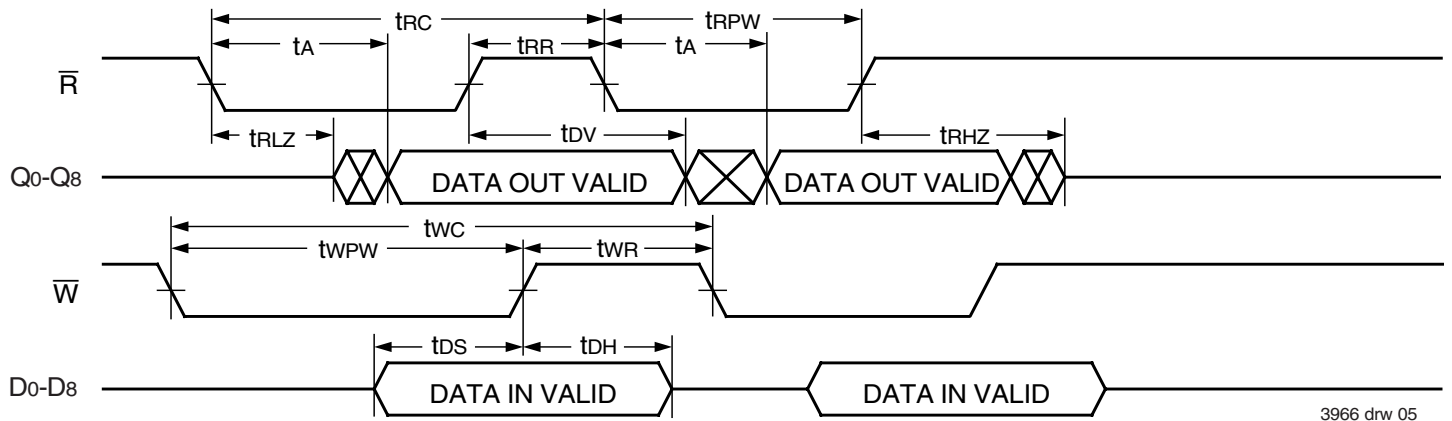 tRC tRPW
tA tRR tA
R̅
tRLZ tDV tRHZ
Q0-Q8 DATA OUT VALID DATA OUT VALID
tWC
tWPW tWR
W̅
tDS tDH
D0-D8 DATA IN VALID DATA IN VALID
3966 drw 05